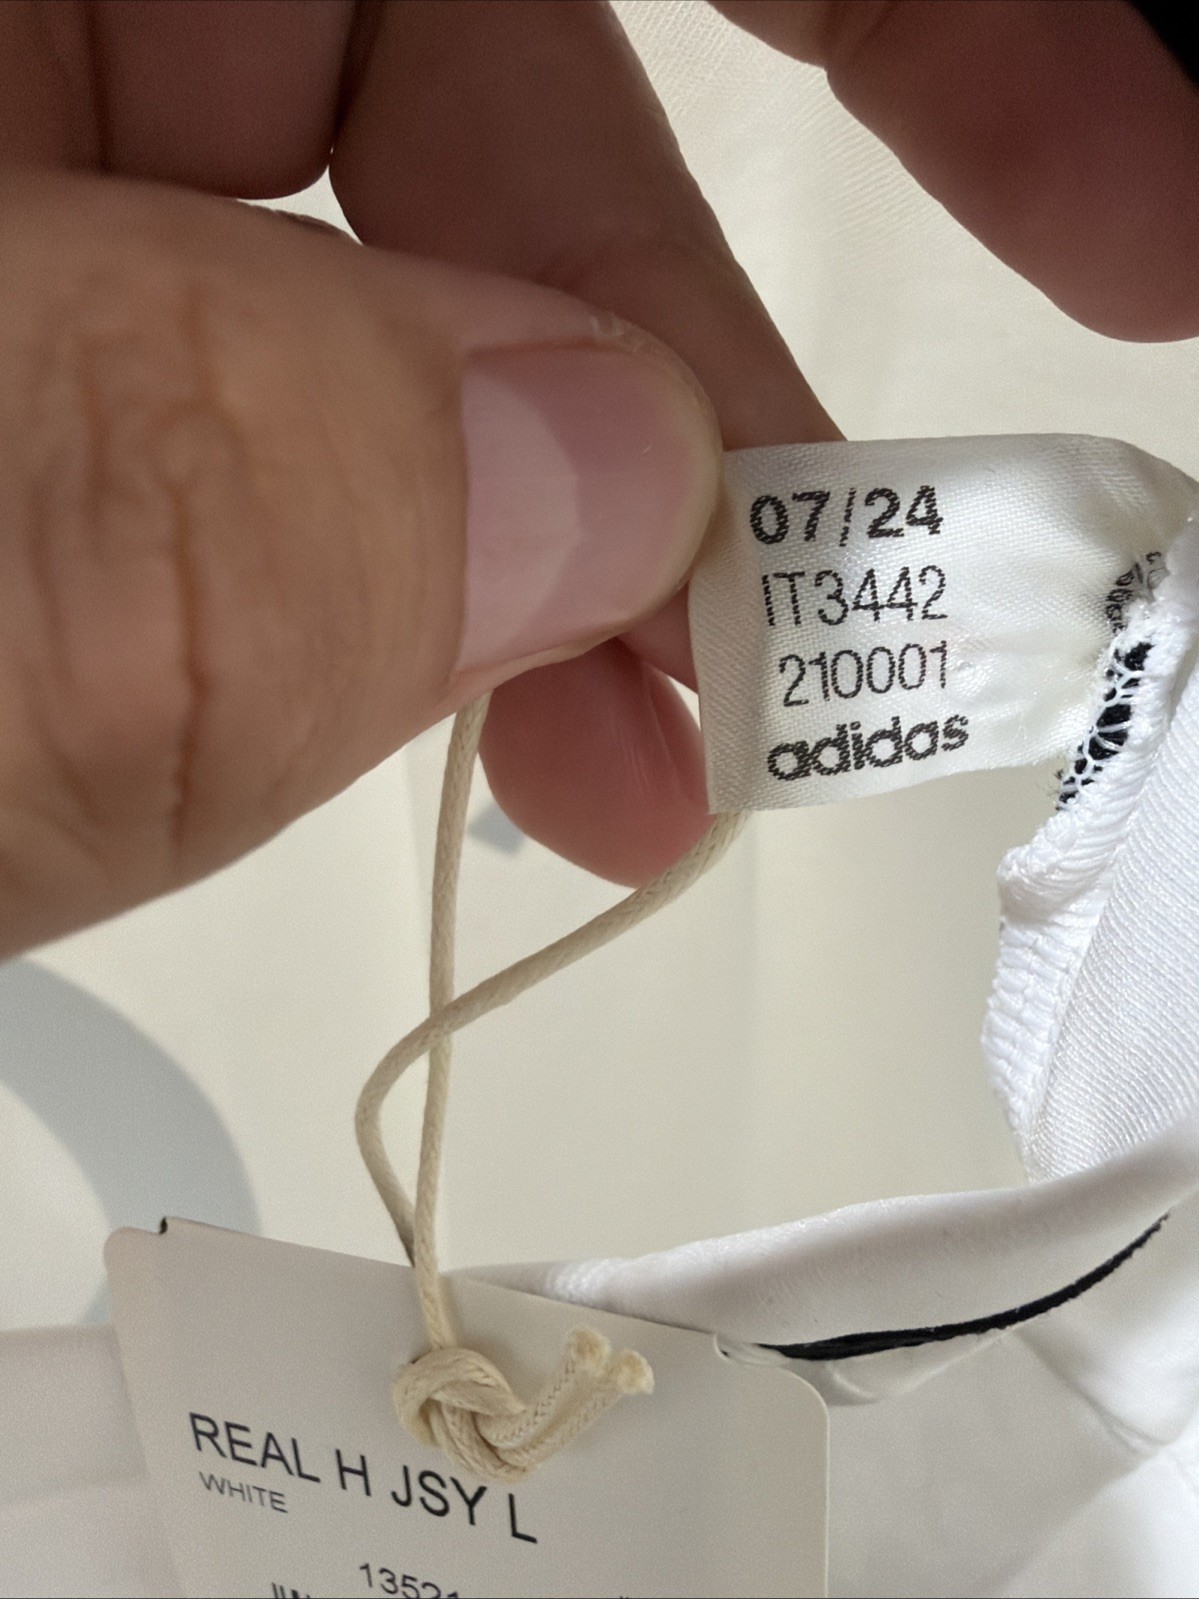 07/24
IT3442
210001
adidas
REAL H JSY L
WHITE